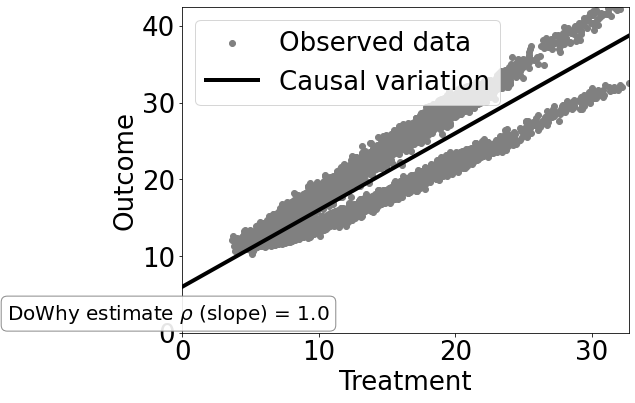 40
30
20
10
0
Outcome
Observed data
Causal variation
DoWhy estimate ρ (slope) = 1.0
0 10 20 30
Treatment